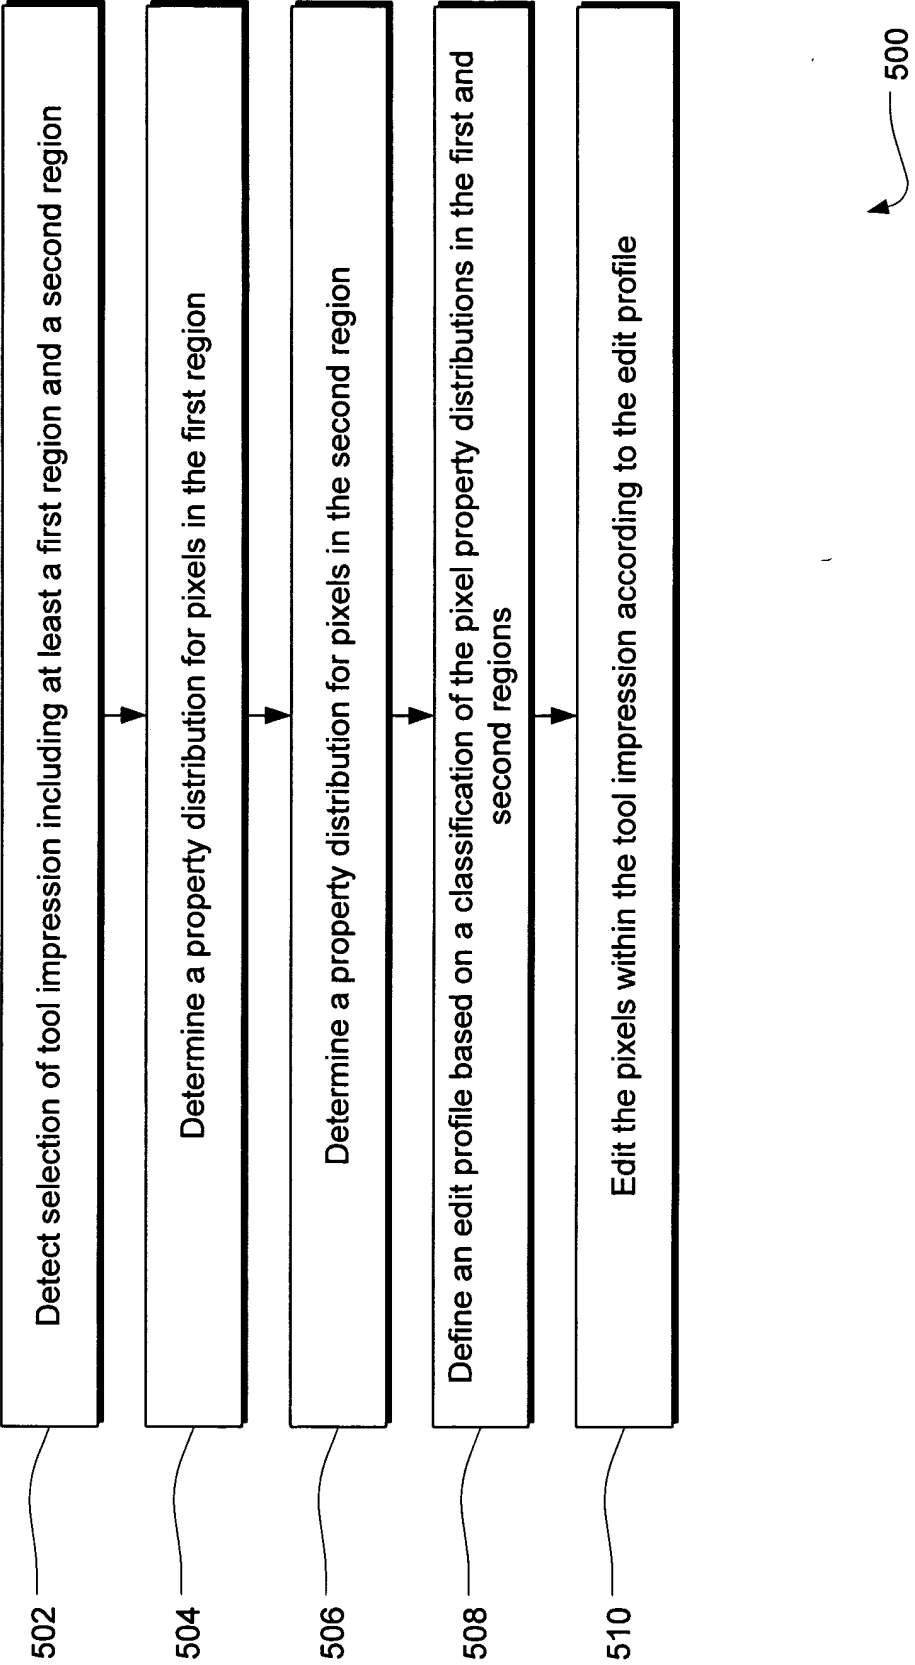 500
502
Detect selection of tool impression including at least a first region and a second region
504
Determine a property distribution for pixels in the first region
506
Determine a property distribution for pixels in the second region
508
Define an edit profile based on a classification of the pixel property distributions in the first and
second regions
510
Edit the pixels within the tool impression according to the edit profile